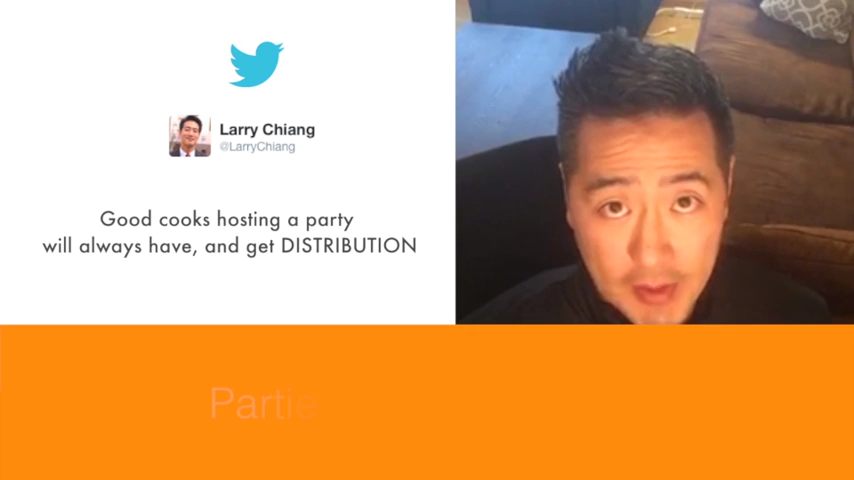 Larry Chiang
@LarryChiang
Good cooks hosting a party
will always have, and get DISTRIBUTION
Partie